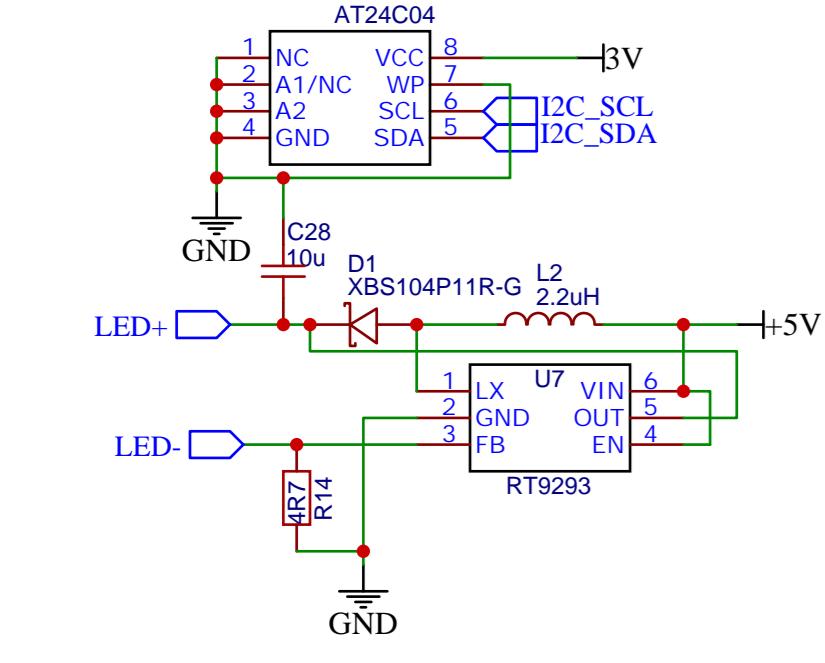 AT24C04
1 NC VCC 8
3V
2 A1/NC WP 7
3 A2 SCL 6
I2C_SCL
4 GND SDA 5
I2C_SDA
GND
C28
10u
D1
XBS104P11R-G
L2
2.2uH
LED+
+5V
U7
1 LX VIN 6
2 GND OUT 5
3 FB EN 4
LED-
RT9293
4R7
R14
GND